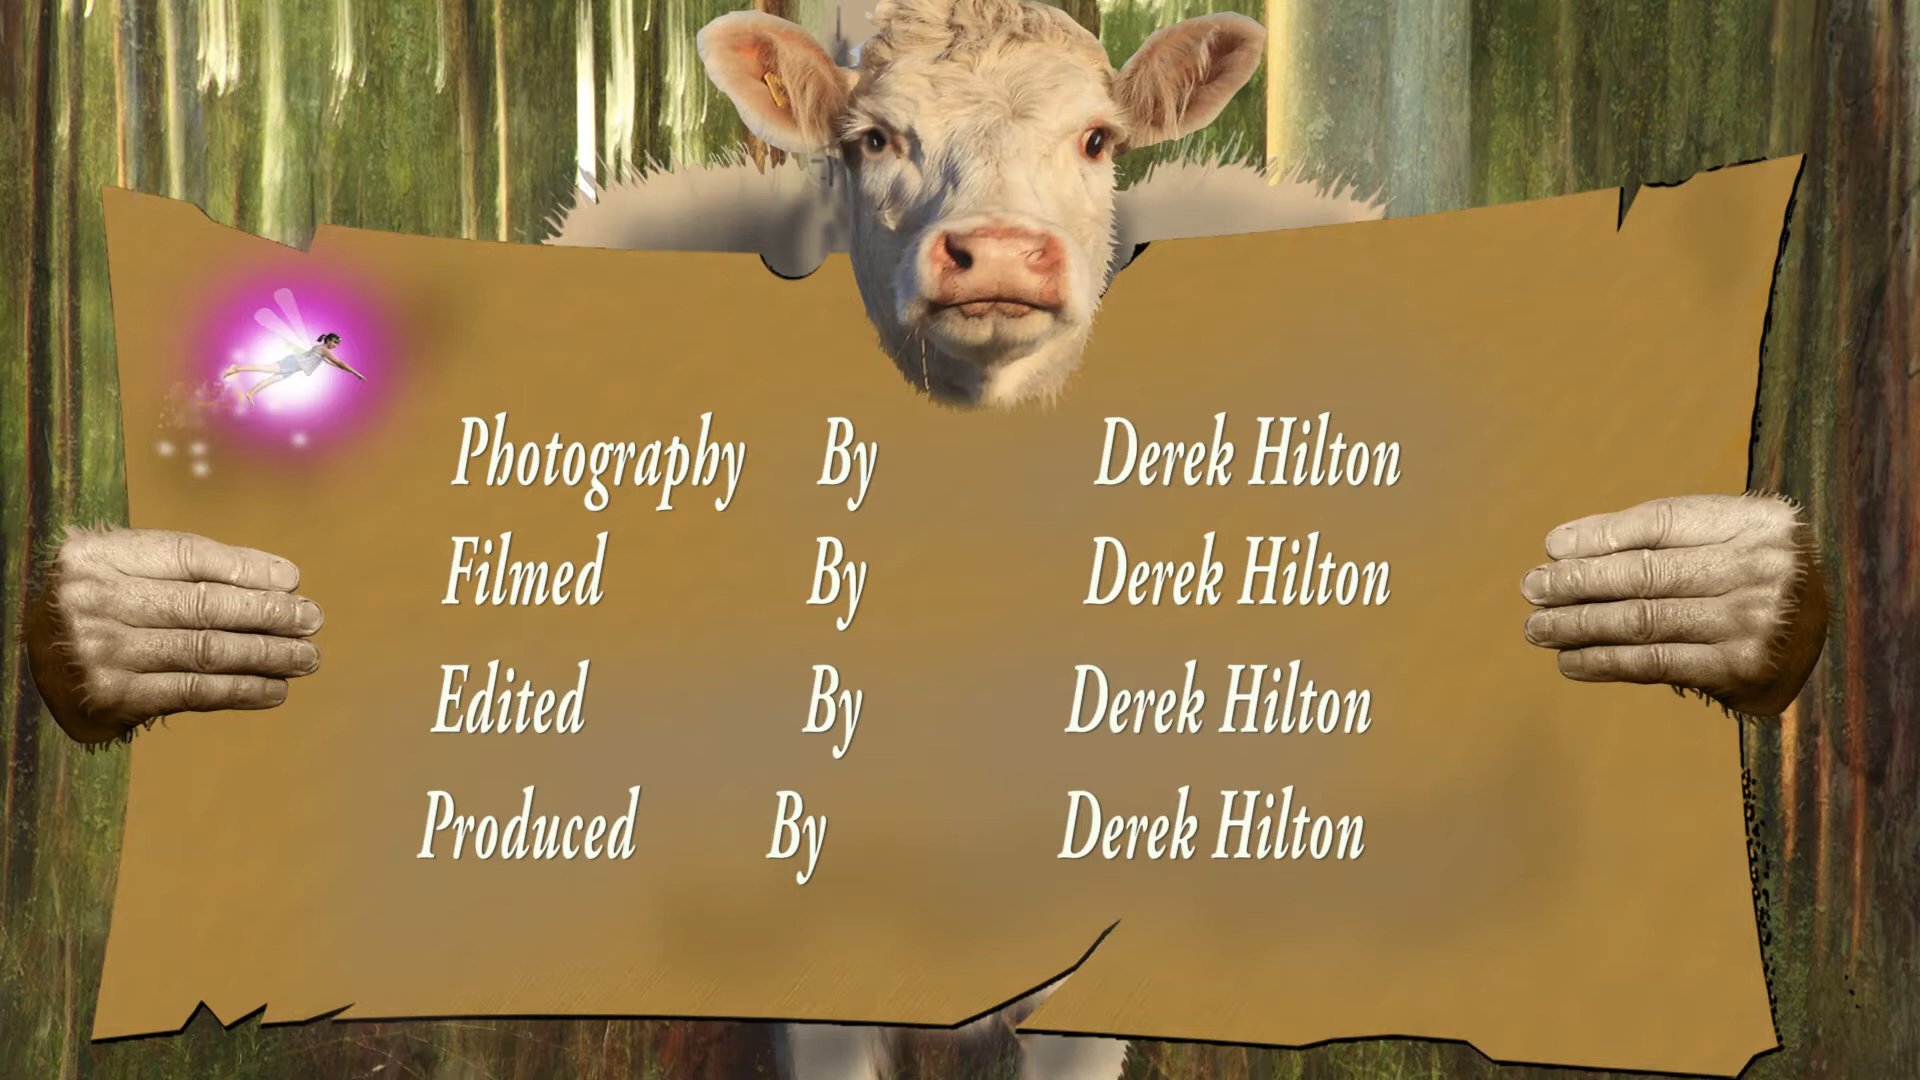 Photography By Derek Hilton
Filmed By Derek Hilton
Edited By Derek Hilton
Produced By Derek Hilton